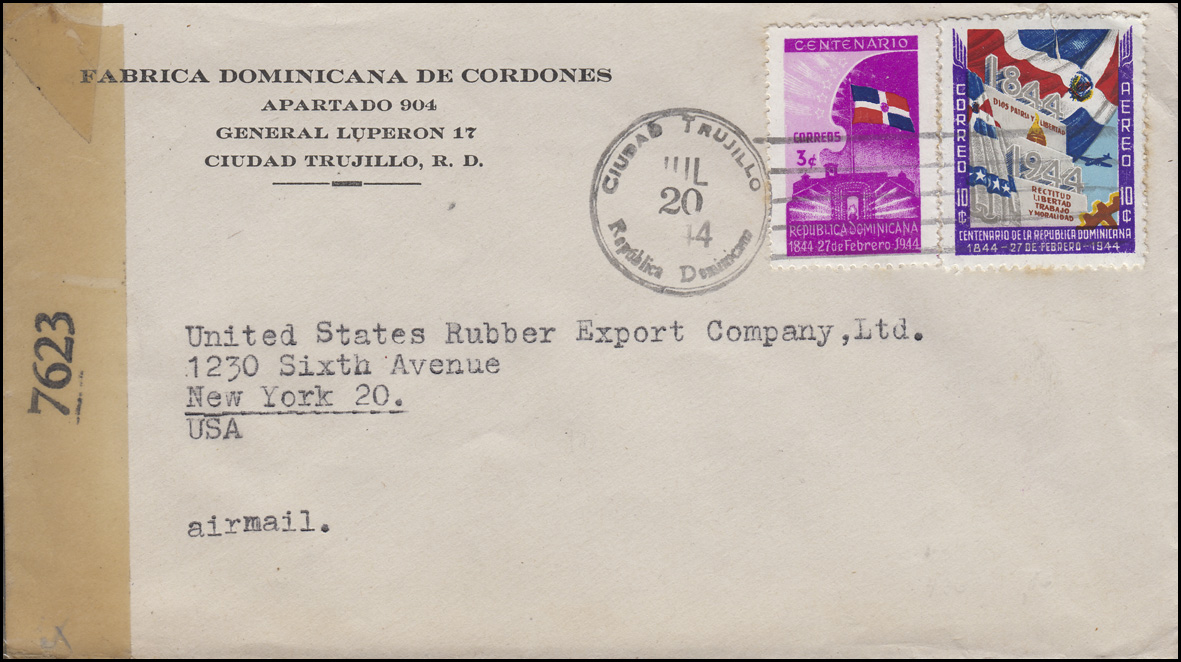 FABRICA DOMINICANA DE CORDONES
APARTADO 904
GENERAL LUPERON 17
CIUDAD TRUJILLO, R. D.
CIUDAD TRUJILLO
JUL
20
44
República Dominicana
CENTENARIO
CORREOS
3¢
REPUBLICA DOMINICANA
1844-27 de Febrero-1944
CORREO AEREO
1844
DIOS PATRIA Y LIBERTAD
1944
RECTITUD
LIBERTAD
TRABAJO
Y MORALIDAD
10¢ 10¢
CENTENARIO DE LA REPUBLICA DOMINICANA
1844-27-DE-FEBRERO-1944
7623
United States Rubber Export Company,Ltd.
1230 Sixth Avenue
New York 20.
USA
airmail.